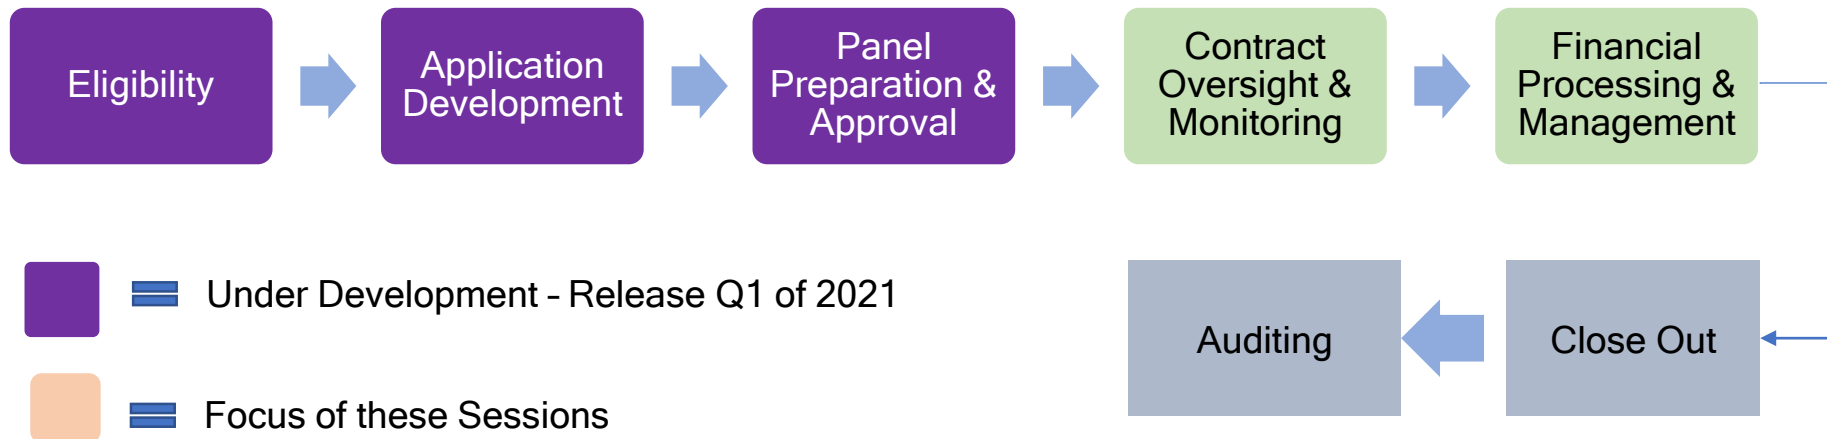 Eligibility
Application
Development
Panel
Preparation &
Approval
Contract
Oversight &
Monitoring
Financial
Processing &
Management
Under Development - Release Q1 of 2021
Auditing
Close Out
Focus of these Sessions